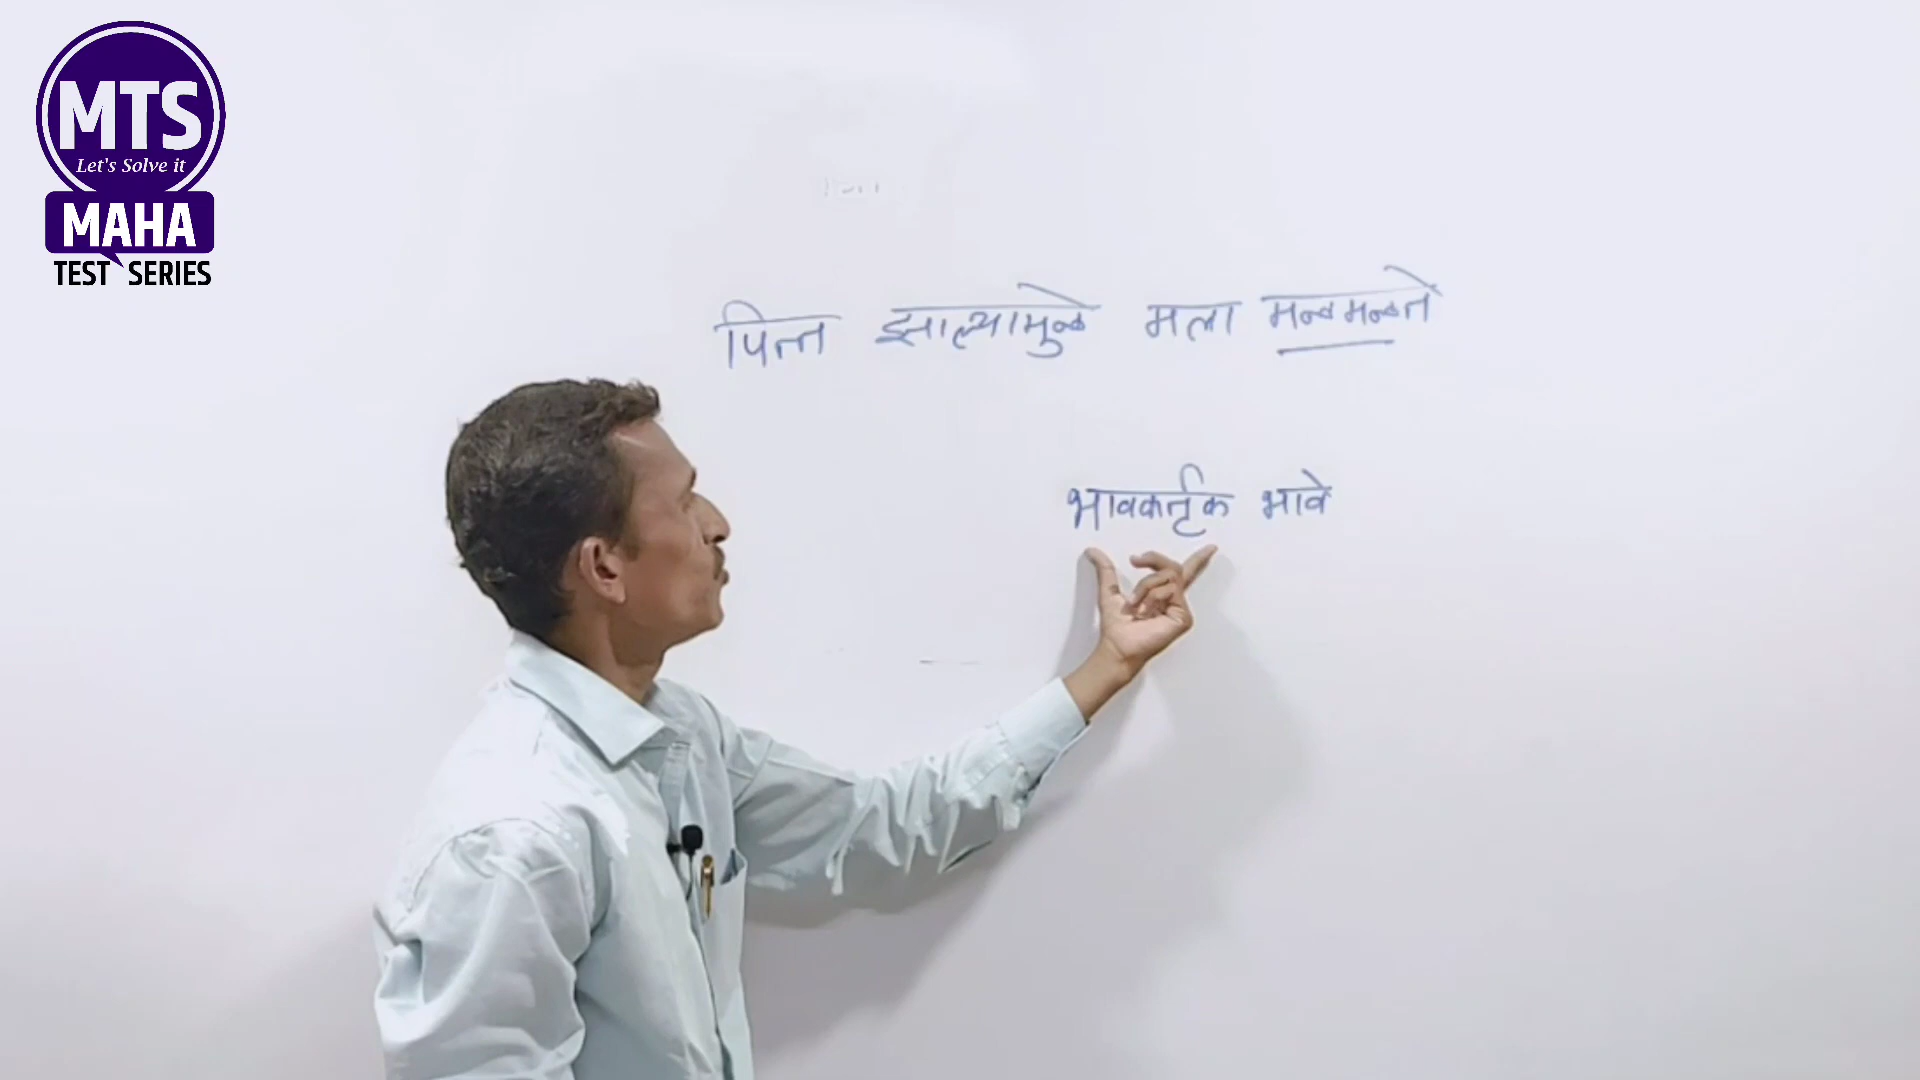 MTS
Let's Solve it
MAHA
TEST SERIES
पित्त झाल्यामुळे मला मळमळते
भावकर्तृक भावे